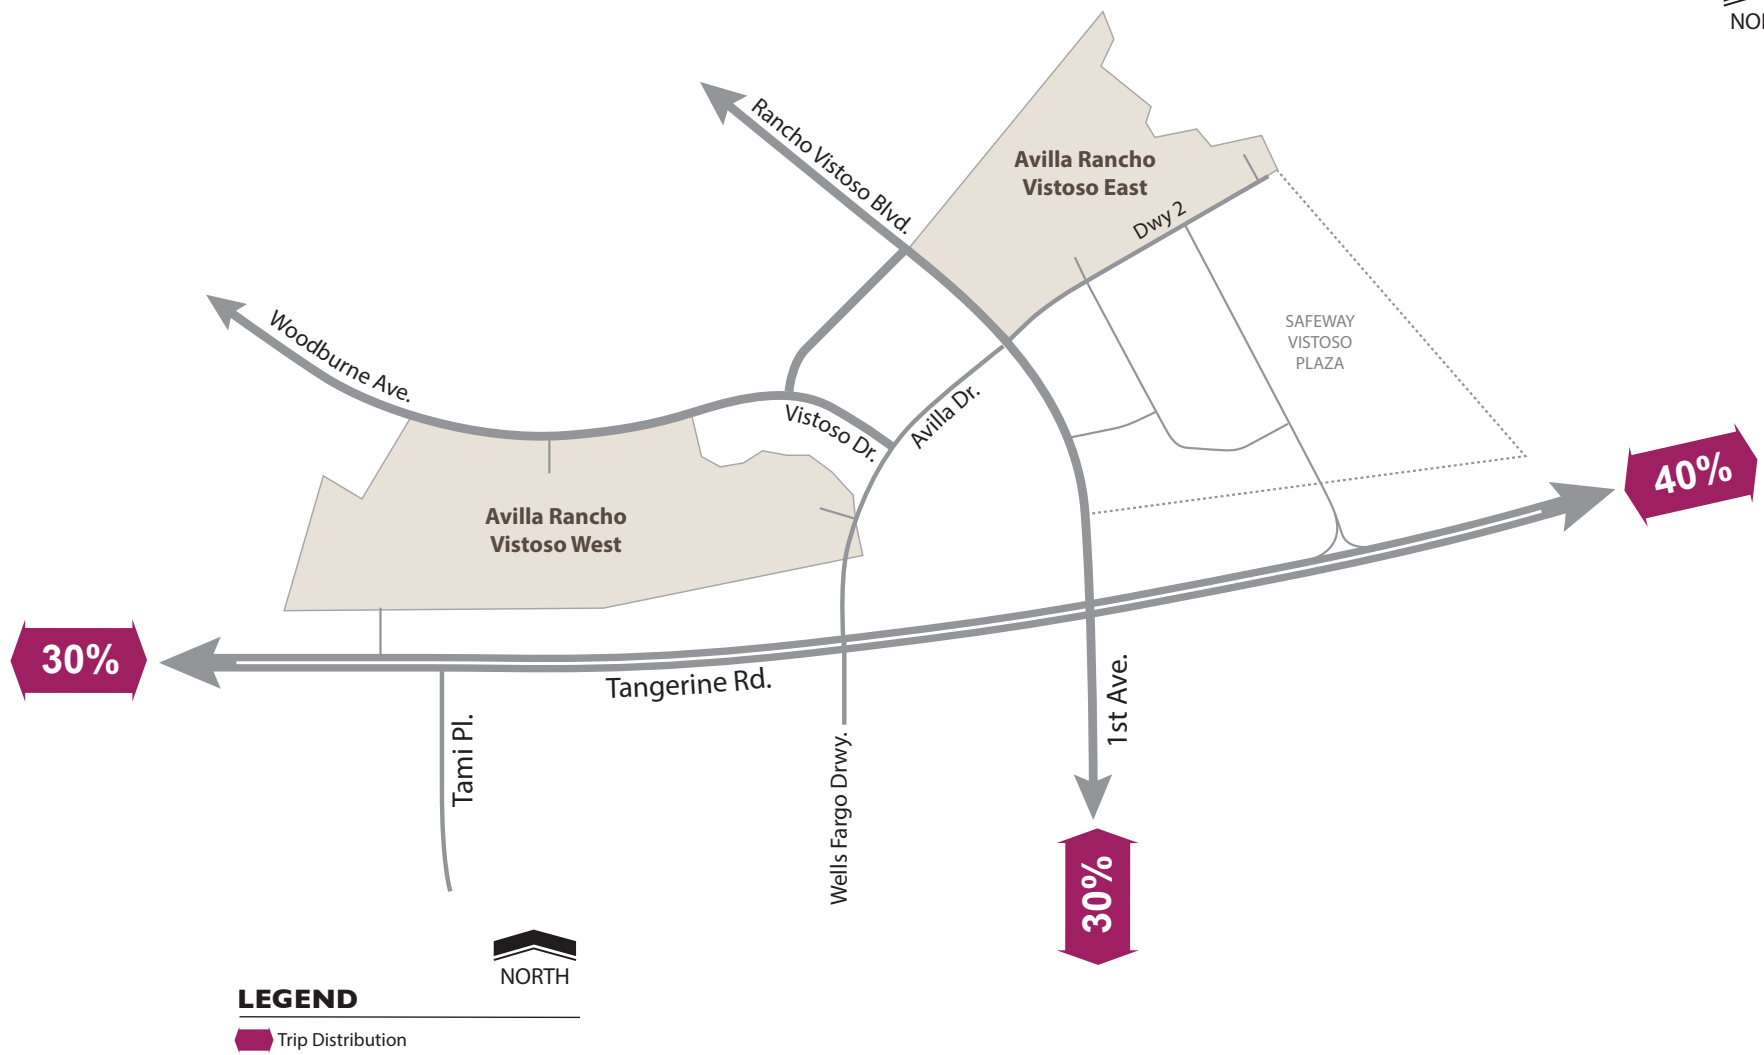 Rancho Vistoso Blvd.
Avilla Rancho
Vistoso East
Dwy 2
Woodburne Ave.
SAFEWAY
VISTOSO
PLAZA
Vistoso Dr.
Avilla Dr.
40%
Avilla Rancho
Vistoso West
30%
Tangerine Rd.
1st Ave.
Tami Pl.
Wells Fargo Drwy.
30%
NORTH
LEGEND
Trip Distribution